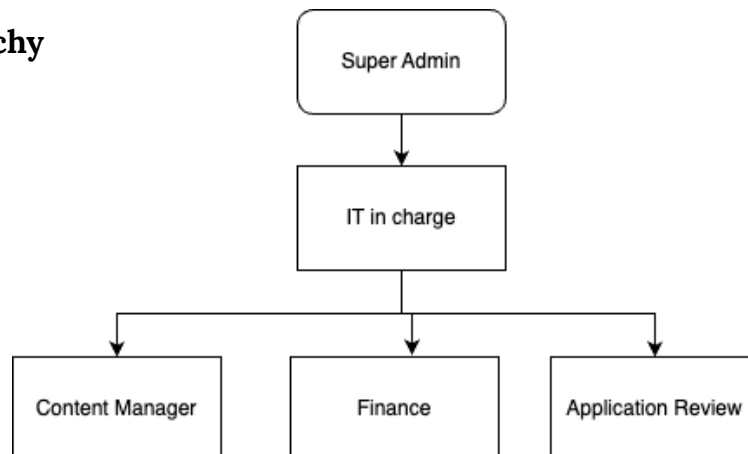 chy
Super Admin
IT in charge
Content Manager
Finance
Application Review